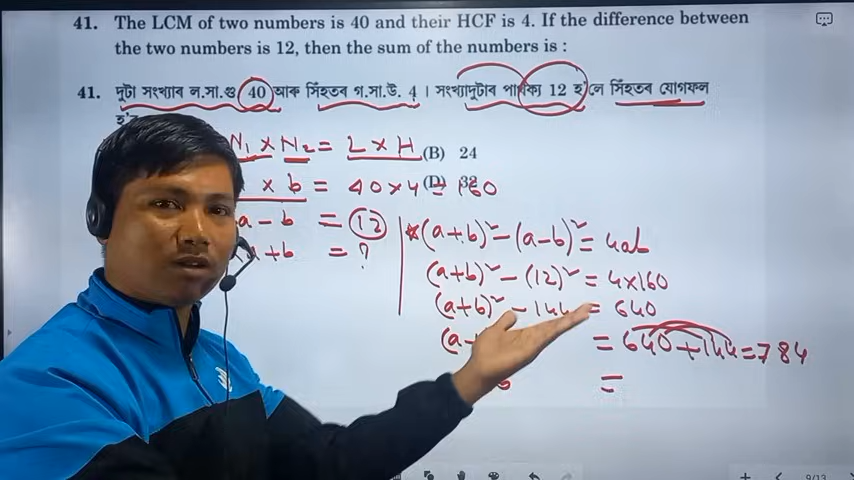 41. The LCM of two numbers is 40 and their HCF is 4. If the difference between
the two numbers is 12, then the sum of the numbers is :
41. দুটা সংখ্যাৰ ল.সা.গু 40 আৰু সিহঁতৰ গ.সা.উ. 4 । সংখ্যাদুটাৰ পাৰ্থক্য 12 হ'লে সিহঁতৰ যোগফল
হ'ব
N₁ × N₂ = L × H (B) 24
× b = 40×4 = 160 (D) 32
a - b = 12
a + b = ?
* (a+b)² - (a-b)² = 4ab
(a+b)² - (12)² = 4×160
(a+b)² - 144 = 640
= 640 + 144 = 784
=
9/13